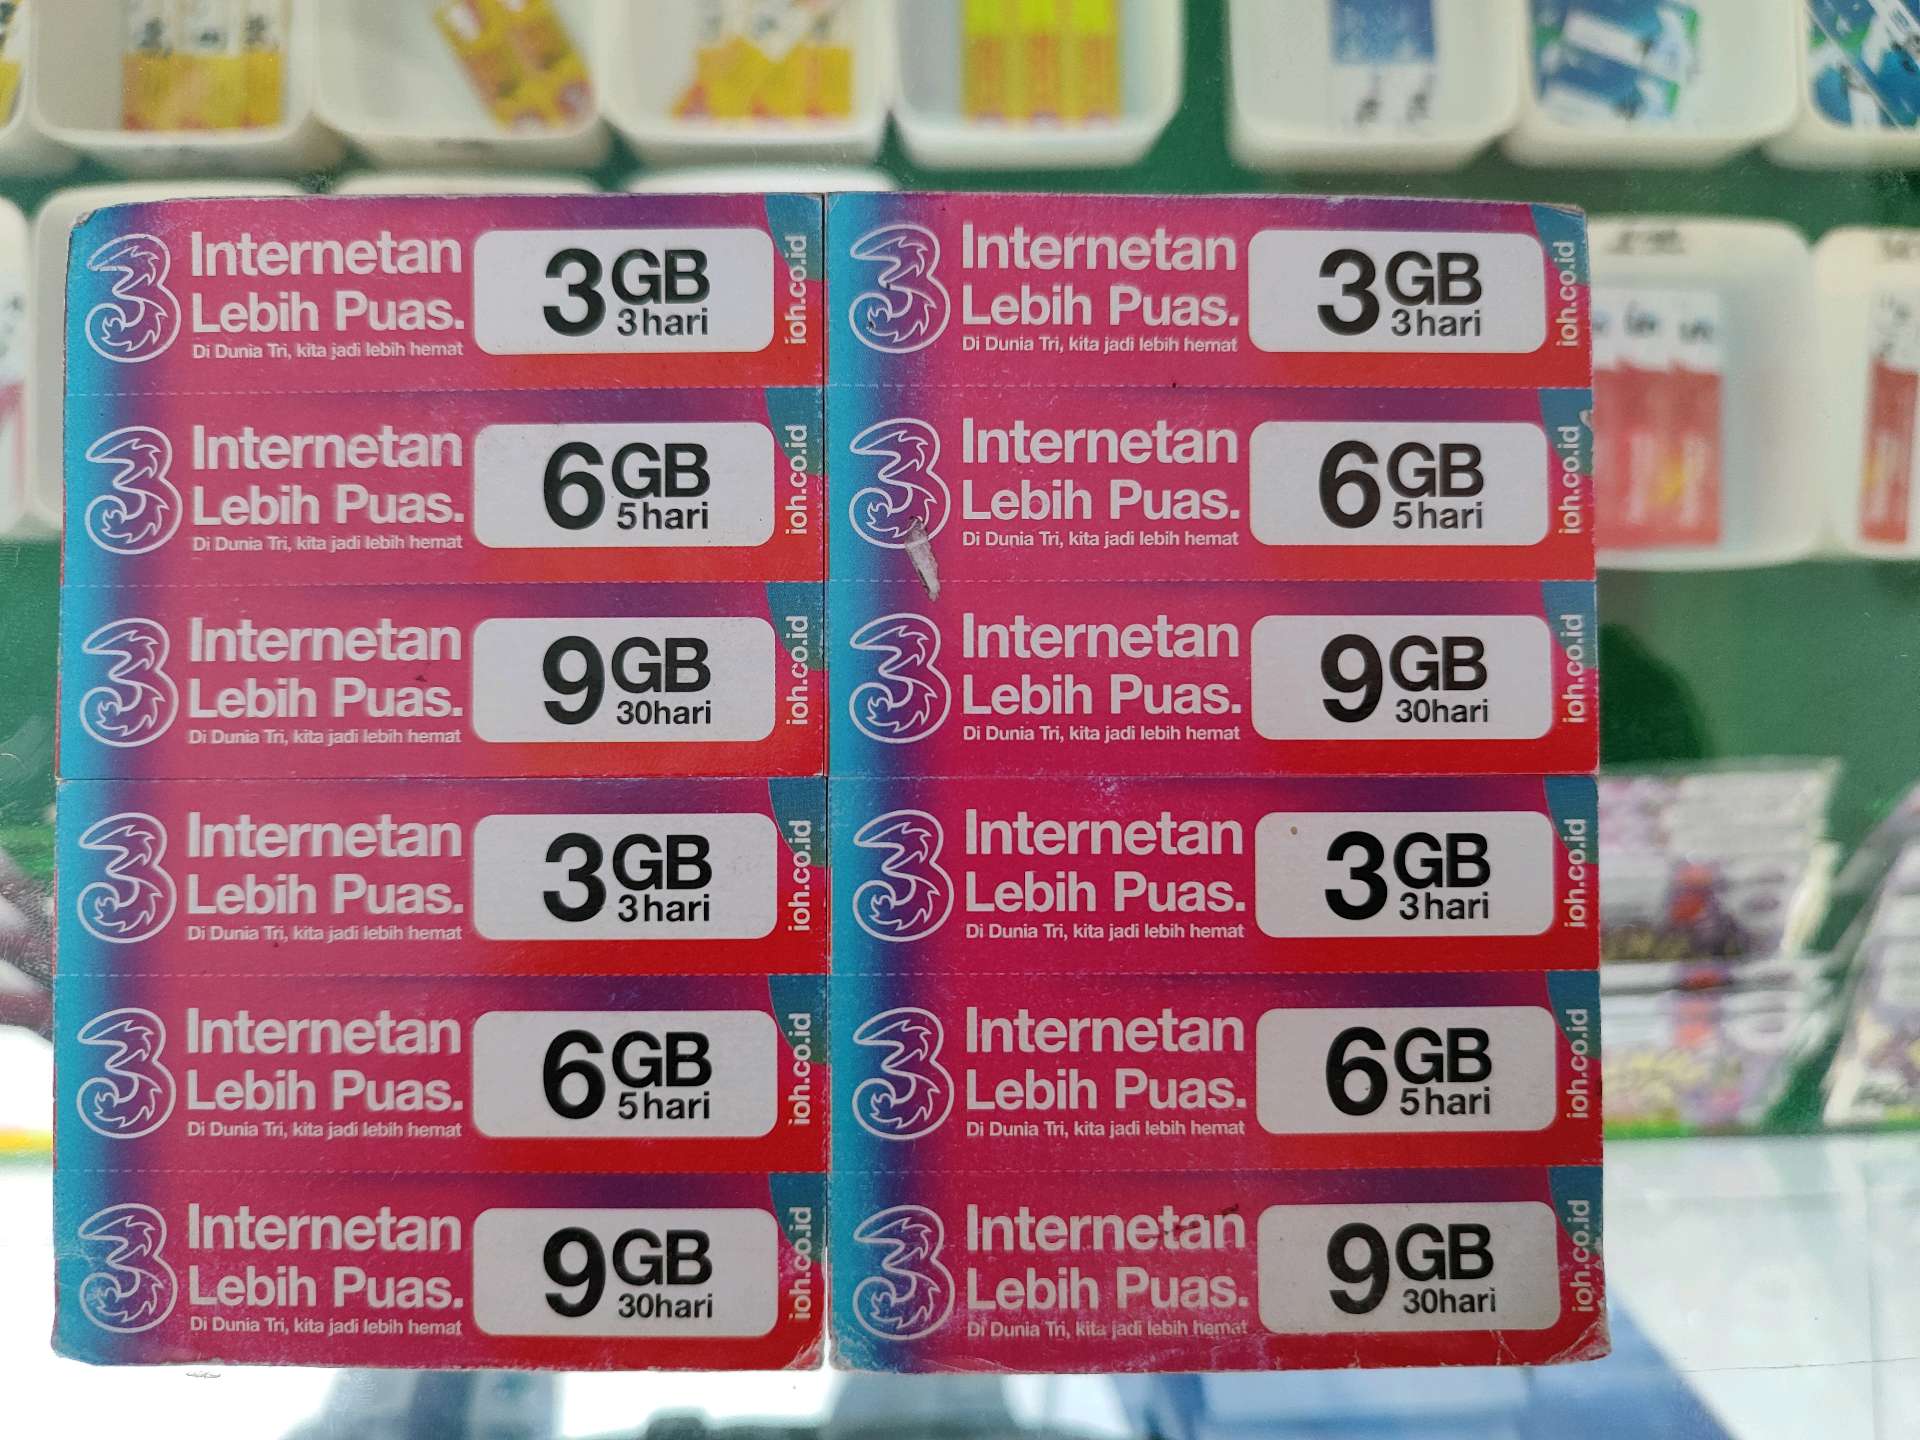 Internetan
Lebih Puas.
Di Dunia Tri, kita jadi lebih hemat
3GB
3hari
ioh.co.id
Internetan
Lebih Puas.
Di Dunia Tri, kita jadi lebih hemat
3GB
3hari
ioh.co.id
Internetan
Lebih Puas.
Di Dunia Tri, kita jadi lebih hemat
6GB
5hari
ioh.co.id
Internetan
Lebih Puas.
Di Dunia Tri, kita jadi lebih hemat
6GB
5hari
ioh.co.id
Internetan
Lebih Puas.
Di Dunia Tri, kita jadi lebih hemat
9GB
30hari
ioh.co.id
Internetan
Lebih Puas.
Di Dunia Tri, kita jadi lebih hemat
9GB
30hari
ioh.co.id
Internetan
Lebih Puas.
Di Dunia Tri, kita jadi lebih hemat
3GB
3hari
ioh.co.id
Internetan
Lebih Puas.
Di Dunia Tri, kita jadi lebih hemat
3GB
3hari
ioh.co.id
Internetan
Lebih Puas.
Di Dunia Tri, kita jadi lebih hemat
6GB
5hari
ioh.co.id
Internetan
Lebih Puas.
Di Dunia Tri, kita jadi lebih hemat
6GB
5hari
ioh.co.id
Internetan
Lebih Puas.
Di Dunia Tri, kita jadi lebih hemat
9GB
30hari
ioh.co.id
Internetan
Lebih Puas.
Di Dunia Tri, kita jadi lebih hemat
9GB
30hari
ioh.co.id